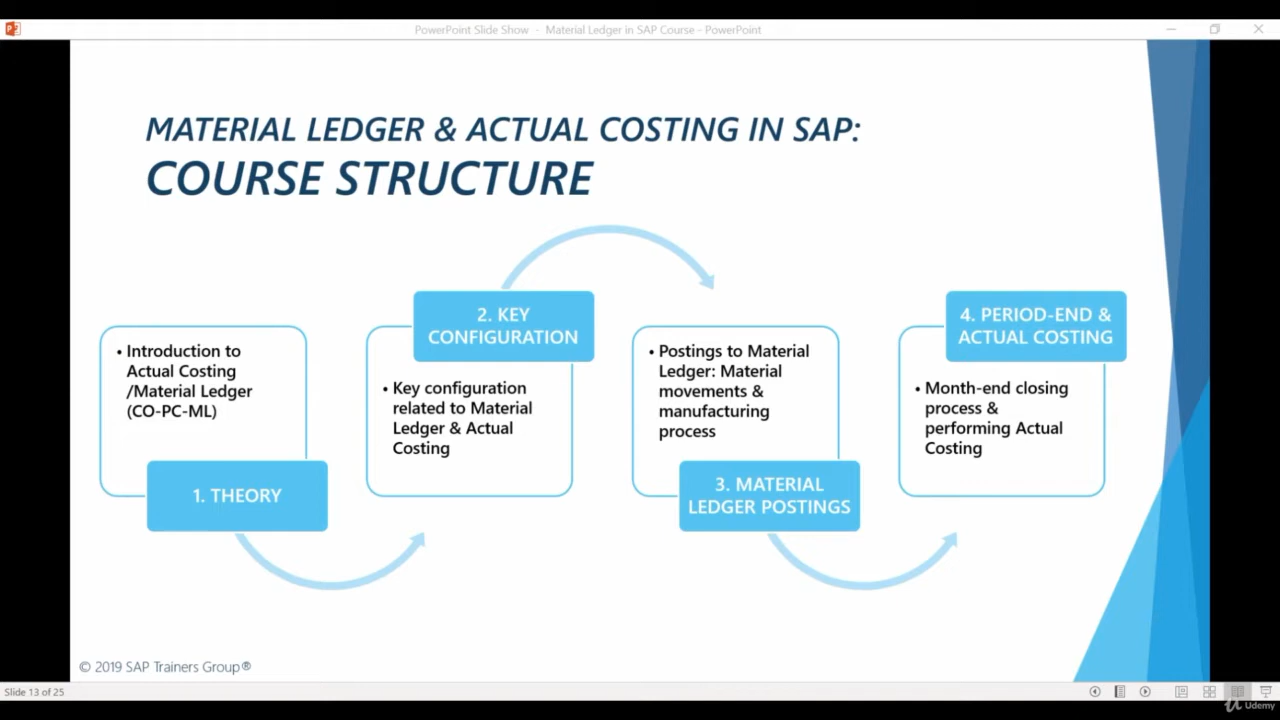 PowerPoint Slide Show - Material Ledger in SAP Course - PowerPoint
MATERIAL LEDGER & ACTUAL COSTING IN SAP:
COURSE STRUCTURE
• Introduction to
Actual Costing
/Material Ledger
(CO-PC-ML)
1. THEORY
2. KEY
CONFIGURATION
• Key configuration
related to Material
Ledger & Actual
Costing
• Postings to Material
Ledger: Material
movements &
manufacturing
process
3. MATERIAL
LEDGER POSTINGS
4. PERIOD-END &
ACTUAL COSTING
• Month-end closing
process &
performing Actual
Costing
© 2019 SAP Trainers Group®
Slide 13 of 25
Udemy